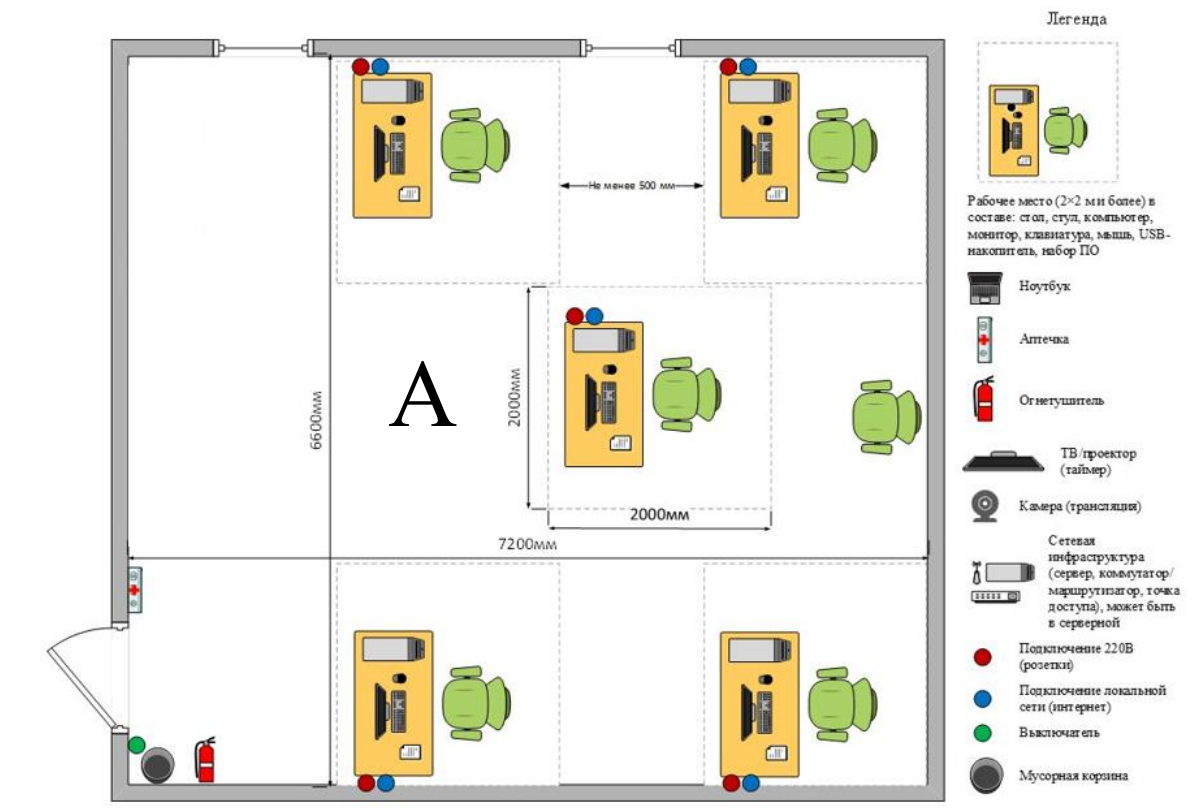 Легенда
Не менее 500 мм
Рабочее место (2×2 м и более) в
составе: стол, стул, компьютер,
монитор, клавиатура, мышь, USB-
накопитель, набор ПО
Ноутбук
Аптечка
А
6600мм
2000мм
Огнетушитель
ТВ/проектор
(таймер)
2000мм
Камера (трансляция)
7200мм
Сетевая
инфраструктура
(сервер, коммутатор/
маршрутизатор, точка
доступа), может быть
в серверной
Подключение 220В
(розетки)
Подключение локальной
сети (интернет)
Выключатель
Мусорная корзина